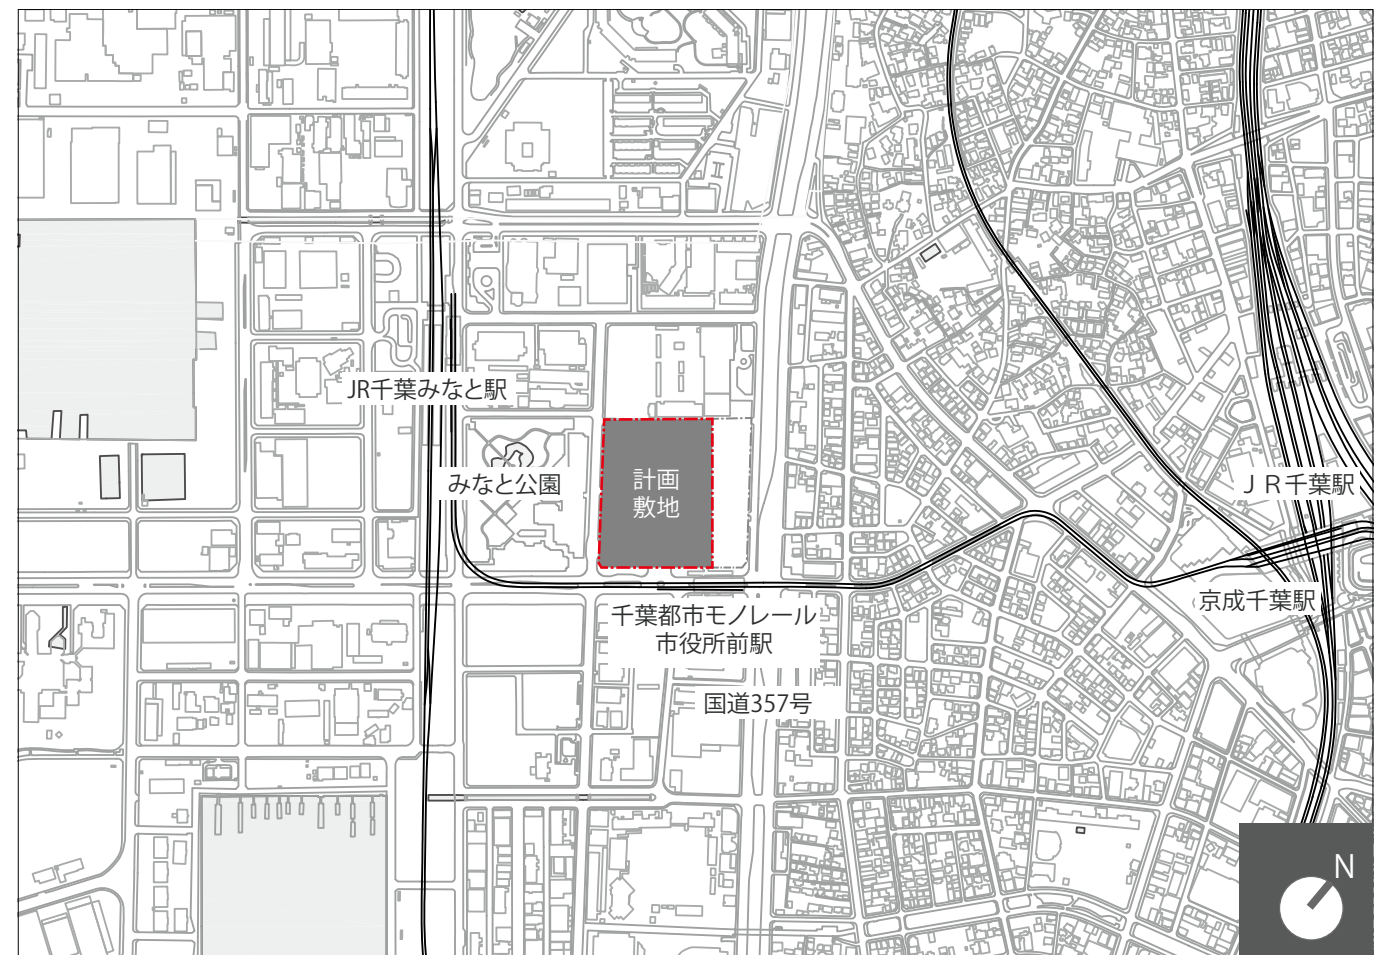 JR千葉みなと駅
みなと公園
計画
敷地
ＪＲ千葉駅
京成千葉駅
千葉都市モノレール
市役所前駅
国道357号
N